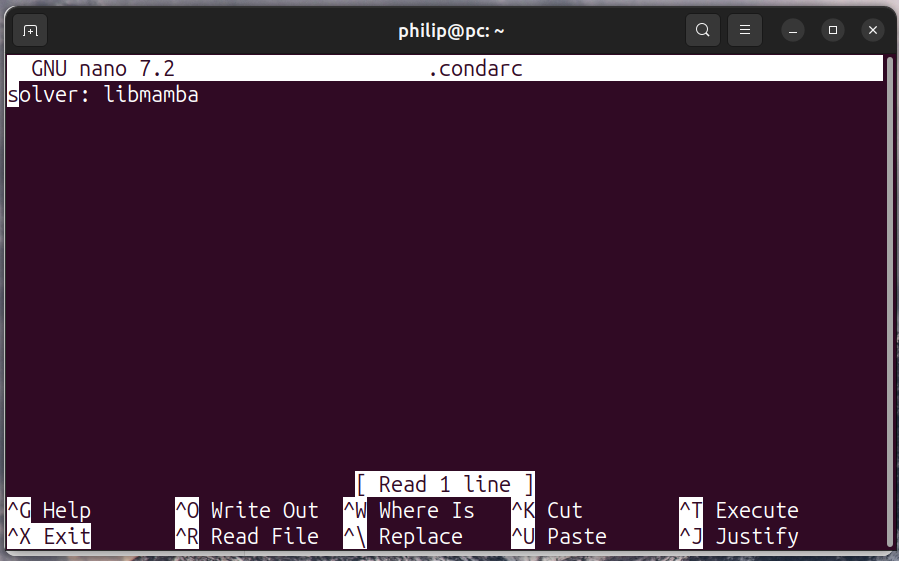 philip@pc: ~
GNU nano 7.2 .condarc
solver: libmamba
[ Read 1 line ]
^G Help ^O Write Out ^W Where Is ^K Cut ^T Execute
^X Exit ^R Read File ^\ Replace ^U Paste ^J Justify